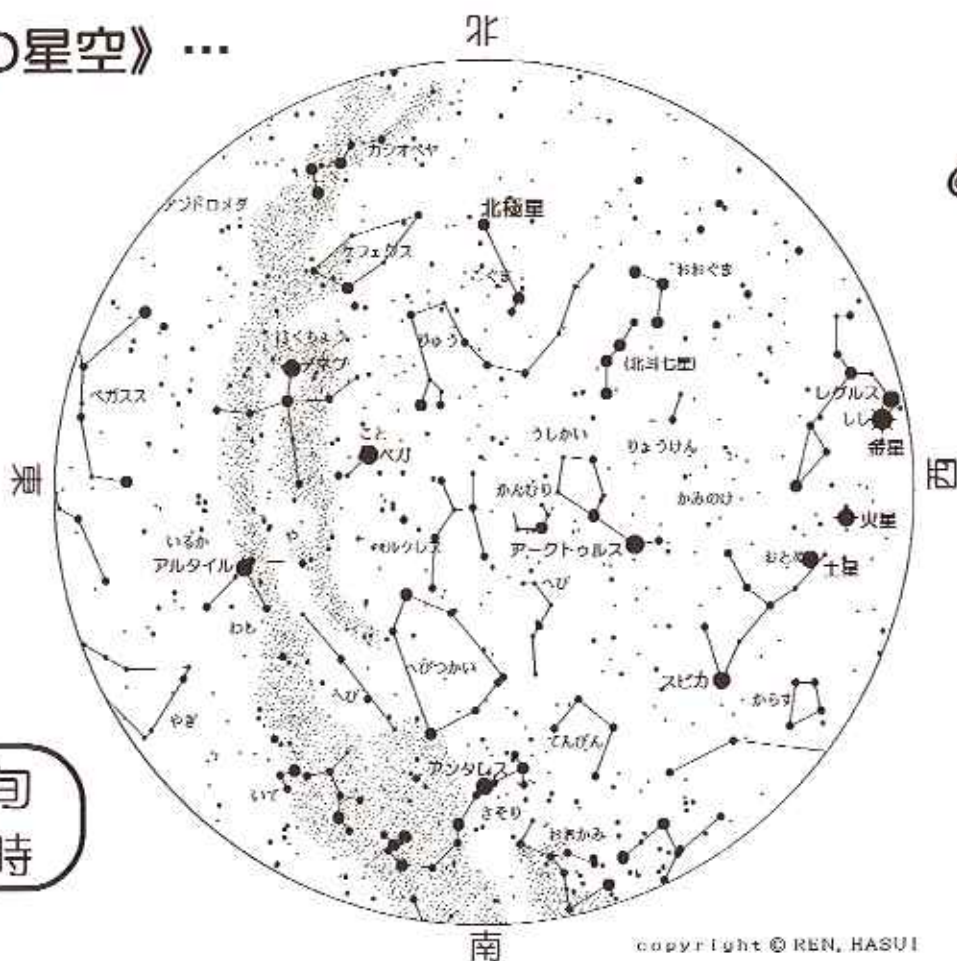 の星空》…
北
カシオペヤ
アンドロメダ
北極星
ケフェウス
こぐま
おおぐま
りゅう
はくちょう
デネブ
(北斗七星)
ペガスス
レグルス
しし
金星
こと
ベガ
うしかい
りょうけん
東
西
かんむり
かみのけ
火星
いるか
や
ヘルクレス
アークトゥルス
おとめ
土星
アルタイル
へび
わし
へびつかい
スピカ
からす
へび
やぎ
てんびん
旬
時
アンタレス
いて
さそり
おおかみ
南
copyright © REN, HASUI